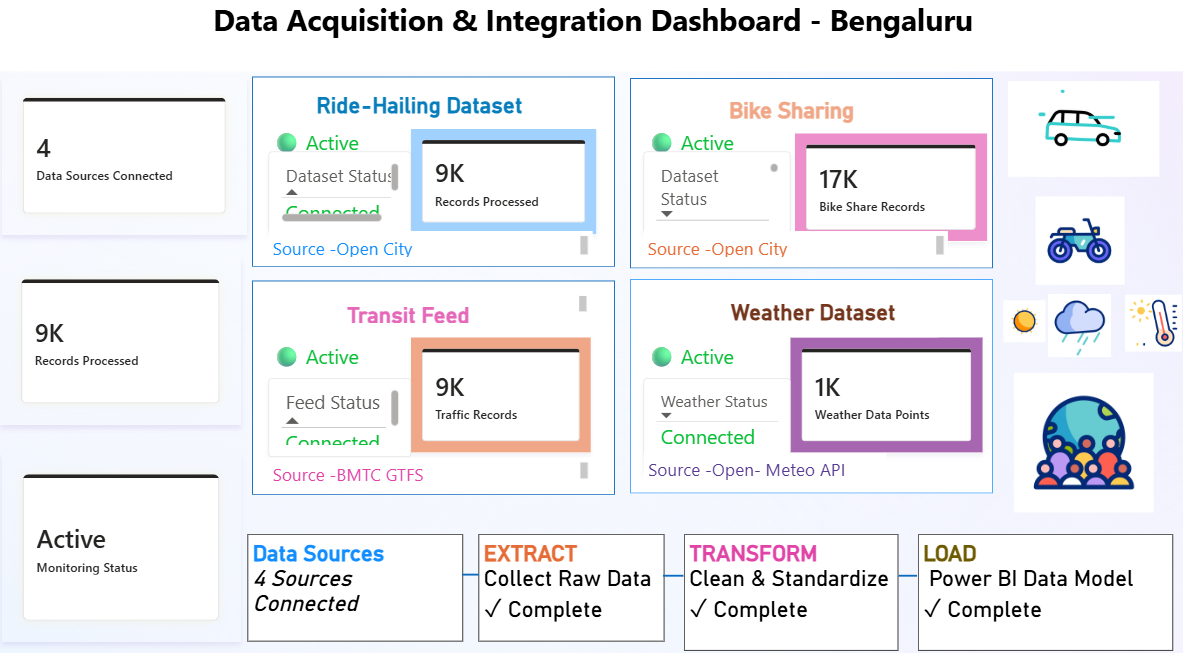 Data Acquisition & Integration Dashboard - Bengaluru
4
Data Sources Connected
9K
Records Processed
Active
Monitoring Status
Ride-Hailing Dataset
Active
Dataset Status
Connected
9K
Records Processed
Source -Open City
Bike Sharing
Active
Dataset
Status
17K
Bike Share Records
Source -Open City
Transit Feed
Active
Feed Status
Connected
9K
Traffic Records
Source -BMTC GTFS
Weather Dataset
Active
Weather Status
Connected
1K
Weather Data Points
Source -Open- Meteo API
Data Sources
4 Sources
Connected
EXTRACT
Collect Raw Data
✓ Complete
TRANSFORM
Clean & Standardize
✓ Complete
LOAD
Power BI Data Model
✓ Complete